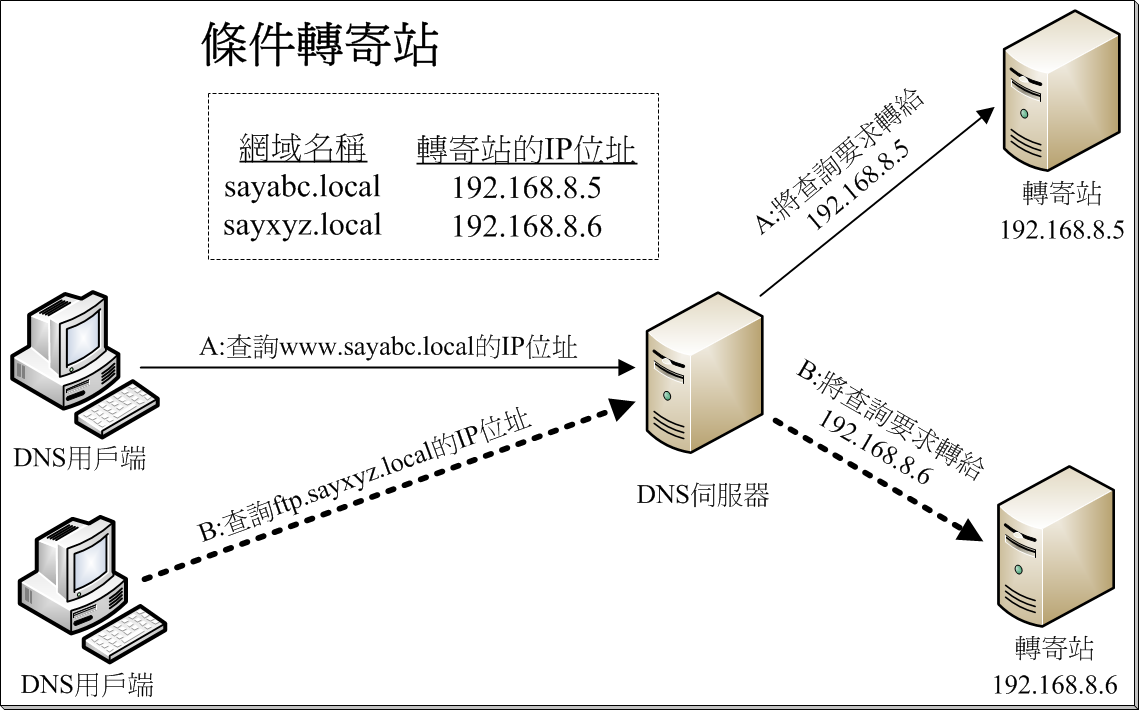 條件轉寄站
網域名稱 轉寄站的IP位址
sayabc.local 192.168.8.5
sayxyz.local 192.168.8.6
A:將查詢要求轉給
192.168.8.5
轉寄站
192.168.8.5
A:查詢www.sayabc.local的IP位址
DNS用戶端
B:查詢ftp.sayxyz.local的IP位址
DNS伺服器
B:將查詢要求轉給
192.168.8.6
DNS用戶端
轉寄站
192.168.8.6